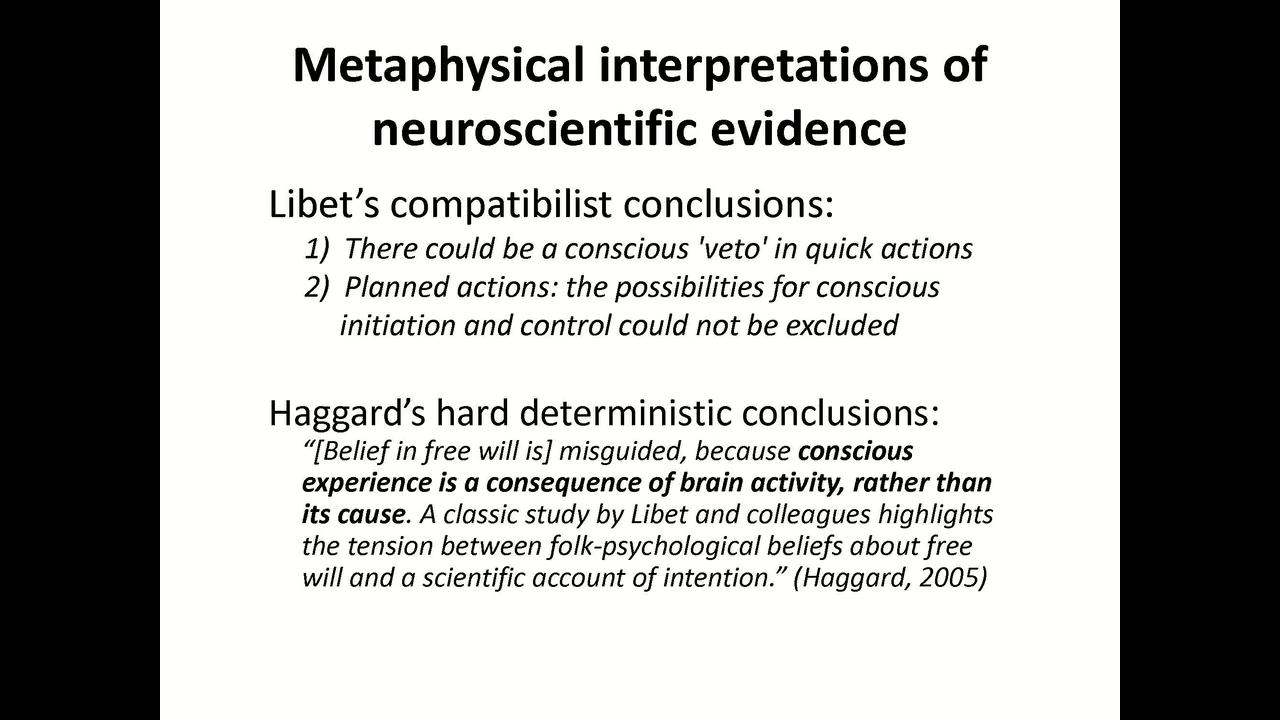 Metaphysical interpretations of
neuroscientific evidence
Libet’s compatibilist conclusions:
1) There could be a conscious 'veto' in quick actions
2) Planned actions: the possibilities for conscious
initiation and control could not be excluded
Haggard’s hard deterministic conclusions:
“[Belief in free will is] misguided, because conscious
experience is a consequence of brain activity, rather than
its cause. A classic study by Libet and colleagues highlights
the tension between folk-psychological beliefs about free
will and a scientific account of intention.” (Haggard, 2005)